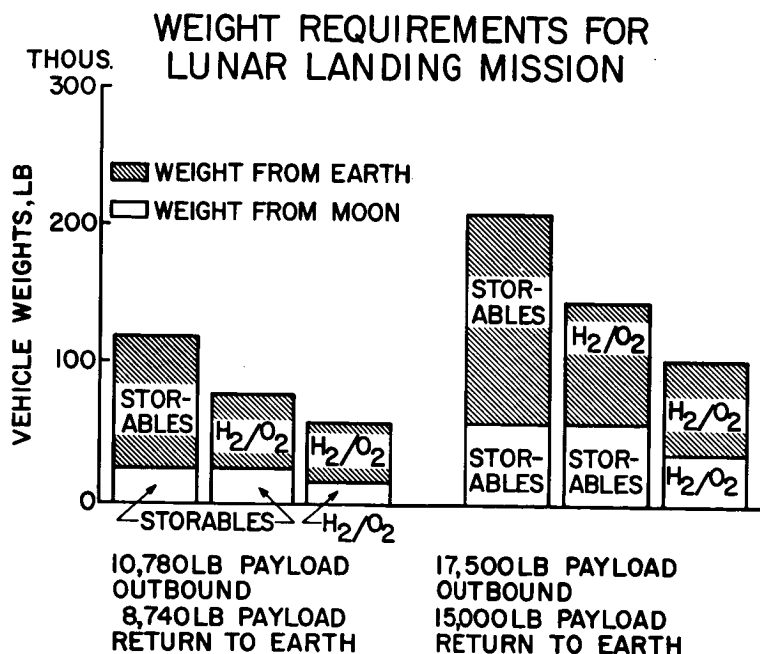 WEIGHT REQUIREMENTS FOR
LUNAR LANDING MISSION
THOUS.
300
200
100
0
VEHICLE WEIGHTS, LB
WEIGHT FROM EARTH
WEIGHT FROM MOON
STOR-
ABLES
H2/O2
H2/O2
STORABLES
H2/O2
STOR-
ABLES
H2/O2
H2/O2
STOR-
ABLES
STOR-
ABLES
H2/O2
10,780 LB PAYLOAD
OUTBOUND
8,740 LB PAYLOAD
RETURN TO EARTH
17,500 LB PAYLOAD
OUTBOUND
15,000 LB PAYLOAD
RETURN TO EARTH